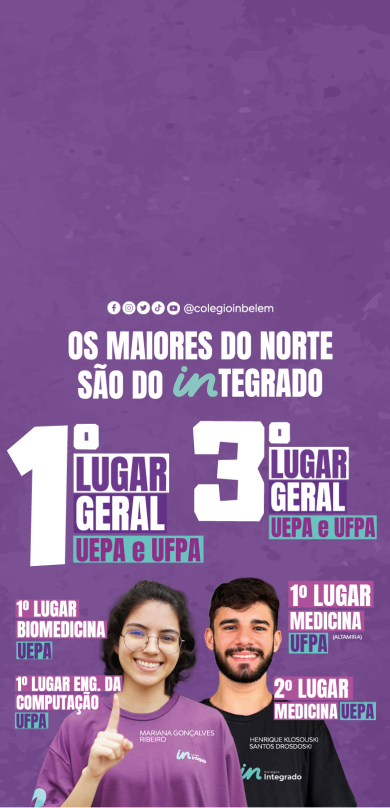 @colegioinbelem
OS MAIORES DO NORTE
SÃO DO inTEGRADO
1º LUGAR
GERAL
UEPA e UFPA
3º LUGAR
GERAL
UEPA e UFPA
1º LUGAR
BIOMEDICINA
UEPA
1º LUGAR ENG. DA
COMPUTAÇÃO
UFPA
1º LUGAR
MEDICINA
UFPA (ALTAMIRA)
2º LUGAR
MEDICINA UEPA
MARIANA GONÇALVES
RIBEIRO
HENRIQUE KLOSOUSKI
SANTOS DROSDOSKI
in
integrado
in
integrado